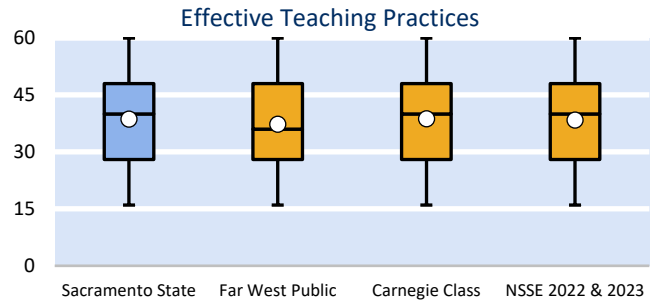 Effective Teaching Practices
60
45
30
15
0
Sacramento State Far West Public Carnegie Class NSSE 2022 & 2023